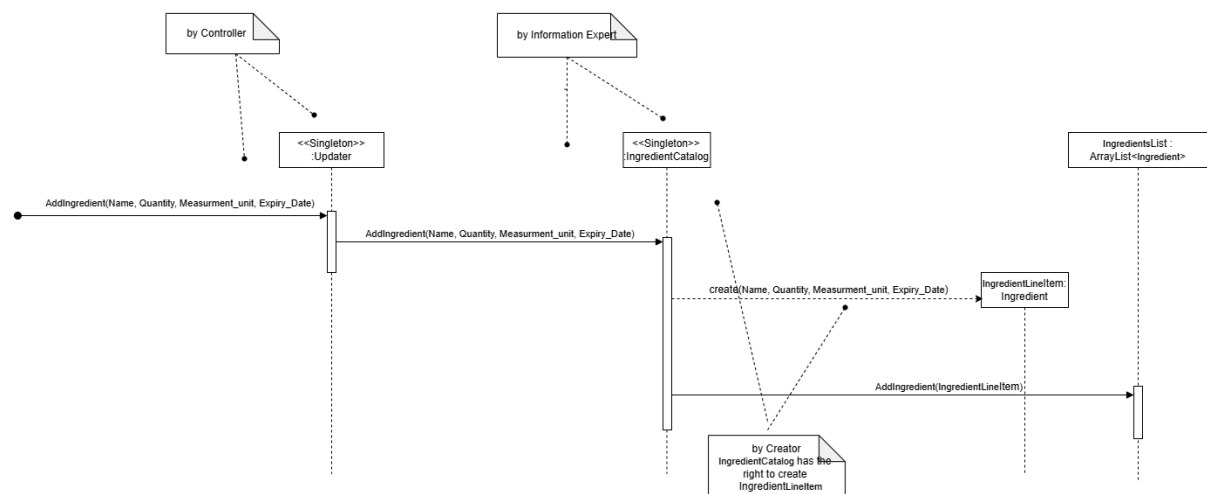 by Controller
by Information Expert
<<Singleton>>
:Updater
<<Singleton>>
:IngredientCatalog
IngredientsList :
ArrayList<Ingredient>
AddIngredient(Name, Quantity, Measurment_unit, Expiry_Date)
AddIngredient(Name, Quantity, Measurment_unit, Expiry_Date)
create(Name, Quantity, Measurment_unit, Expiry_Date)
IngredientLineItem:
Ingredient
AddIngredient(IngredientLineItem)
by Creator
IngredientCatalog has the
right to create
IngredientLineItem